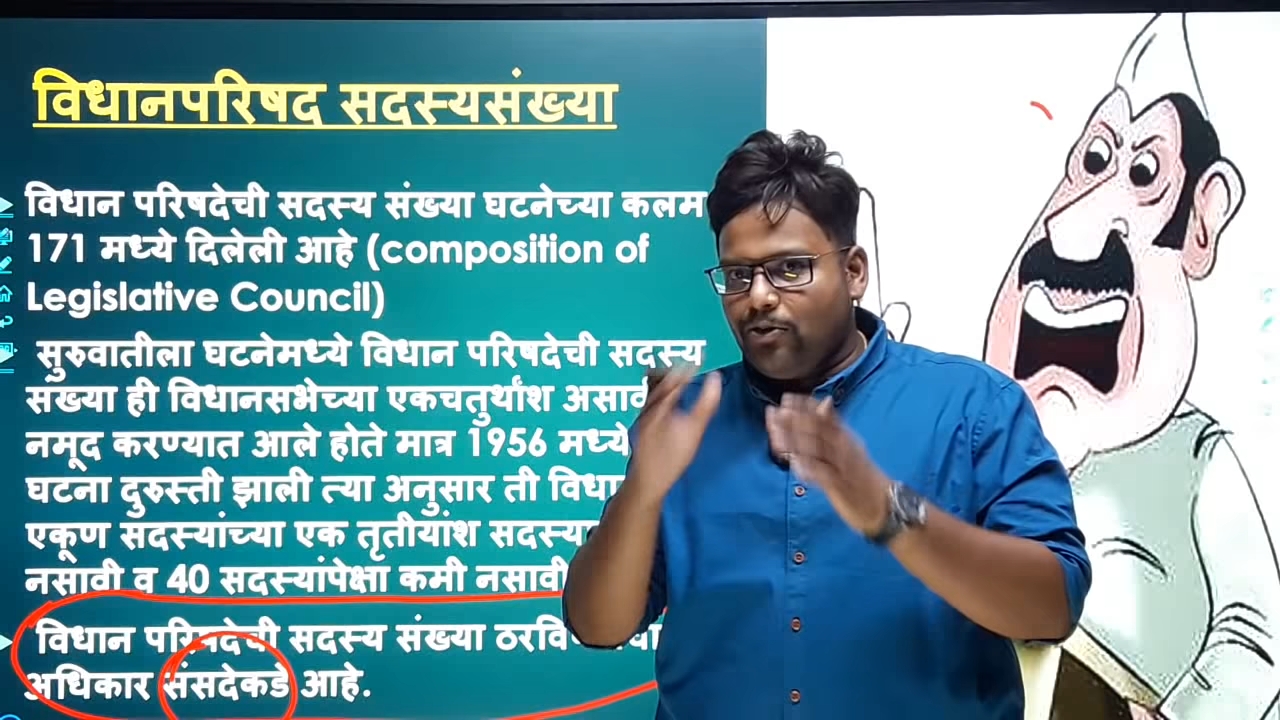 विधानपरिषद सदस्यसंख्या
विधान परिषदेची सदस्य संख्या घटनेच्या कलम
171 मध्ये दिलेली आहे (composition of
Legislative Council)
सुरुवातीला घटनेमध्ये विधान परिषदेची सदस्य
संख्या ही विधानसभेच्या एकचतुर्थांश
नमूद करण्यात आले होते मात्र 1956 मध्ये
घटना दुरुस्ती झाली त्या अनुसार ती
एकूण सदस्यांच्या एक तृतीयांश
नसावी व 40 सदस्यांपेक्षा कमी नसावी
विधान परिषदेची सदस्य संख्या
अधिकार संसदेकडे आहे.